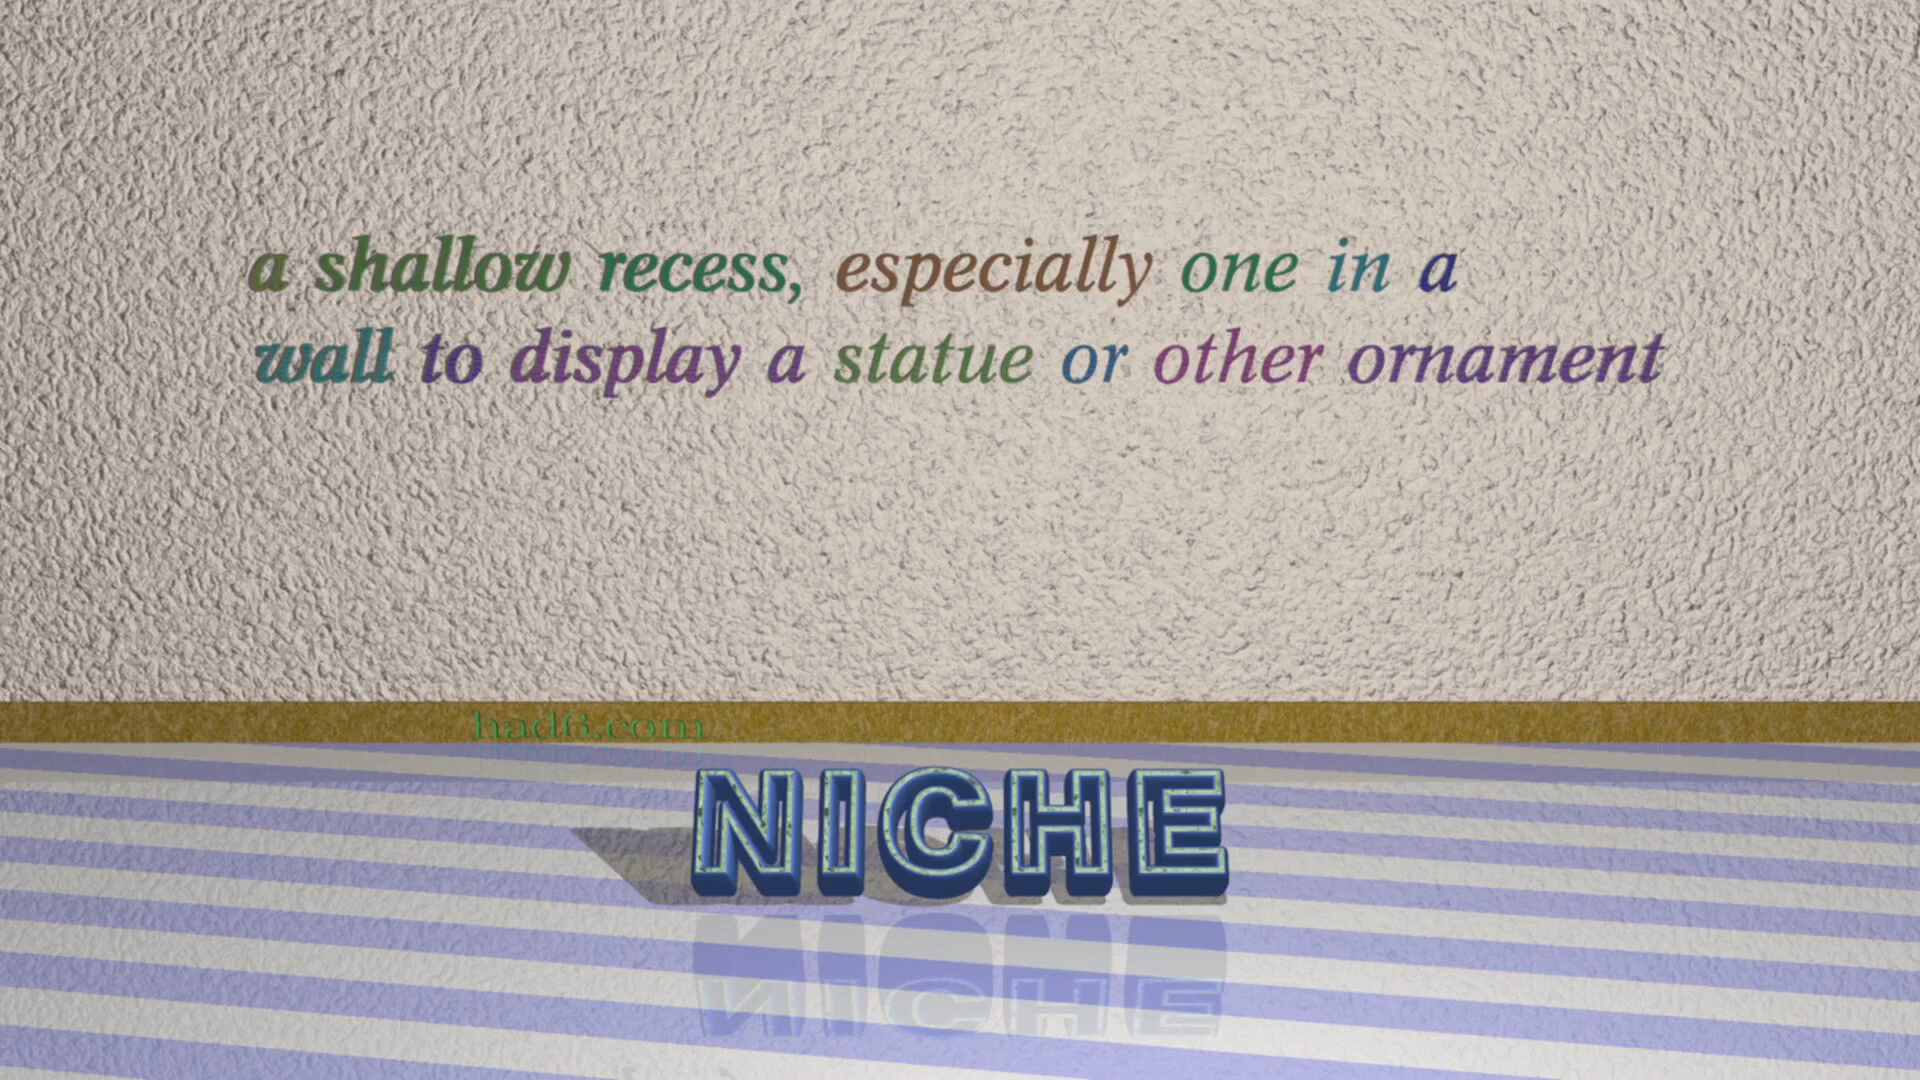 a shallow recess, especially one in a
wall to display a statue or other ornament
had6.com
NICHE